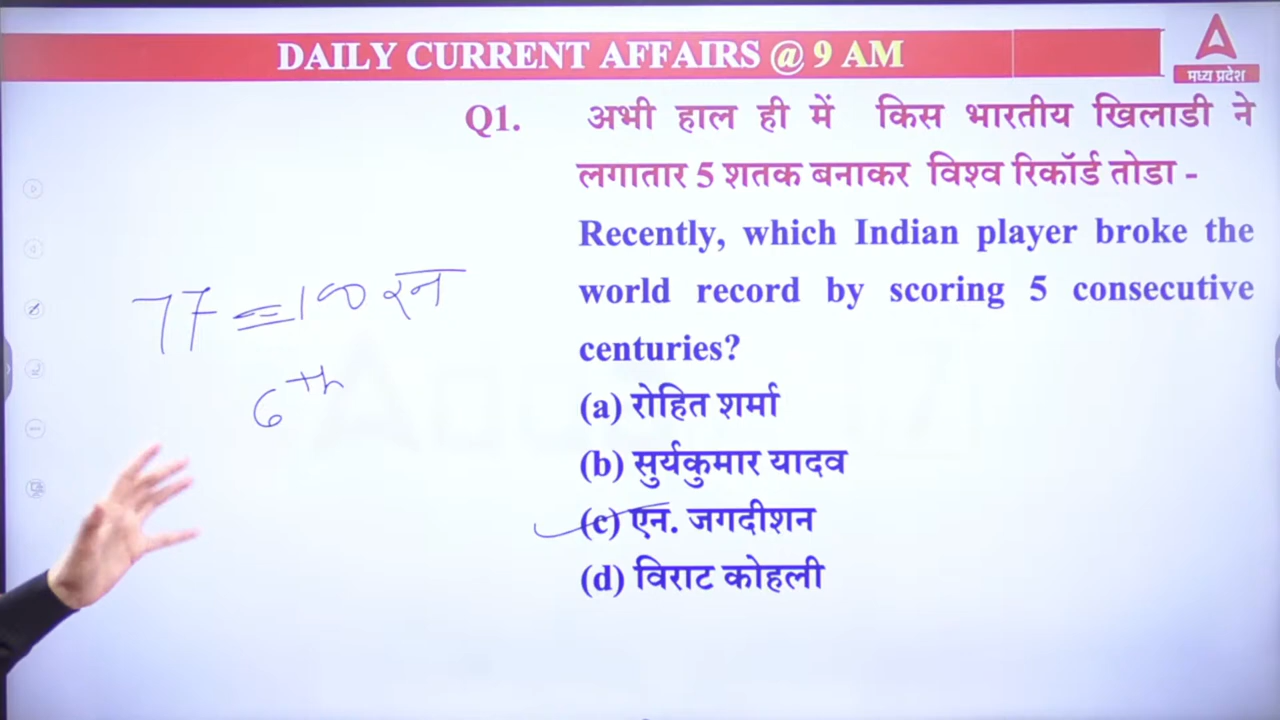 DAILY CURRENT AFFAIRS @ 9 AM
मध्य प्रदेश
Q1. अभी हाल ही में किस भारतीय खिलाडी ने
लगातार 5 शतक बनाकर विश्व रिकॉर्ड तोडा -
Recently, which Indian player broke the
world record by scoring 5 consecutive
centuries?
(a) रोहित शर्मा
(b) सुर्यकुमार यादव
(c) एन. जगदीशन
(d) विराट कोहली
77 = 100 रन
6th